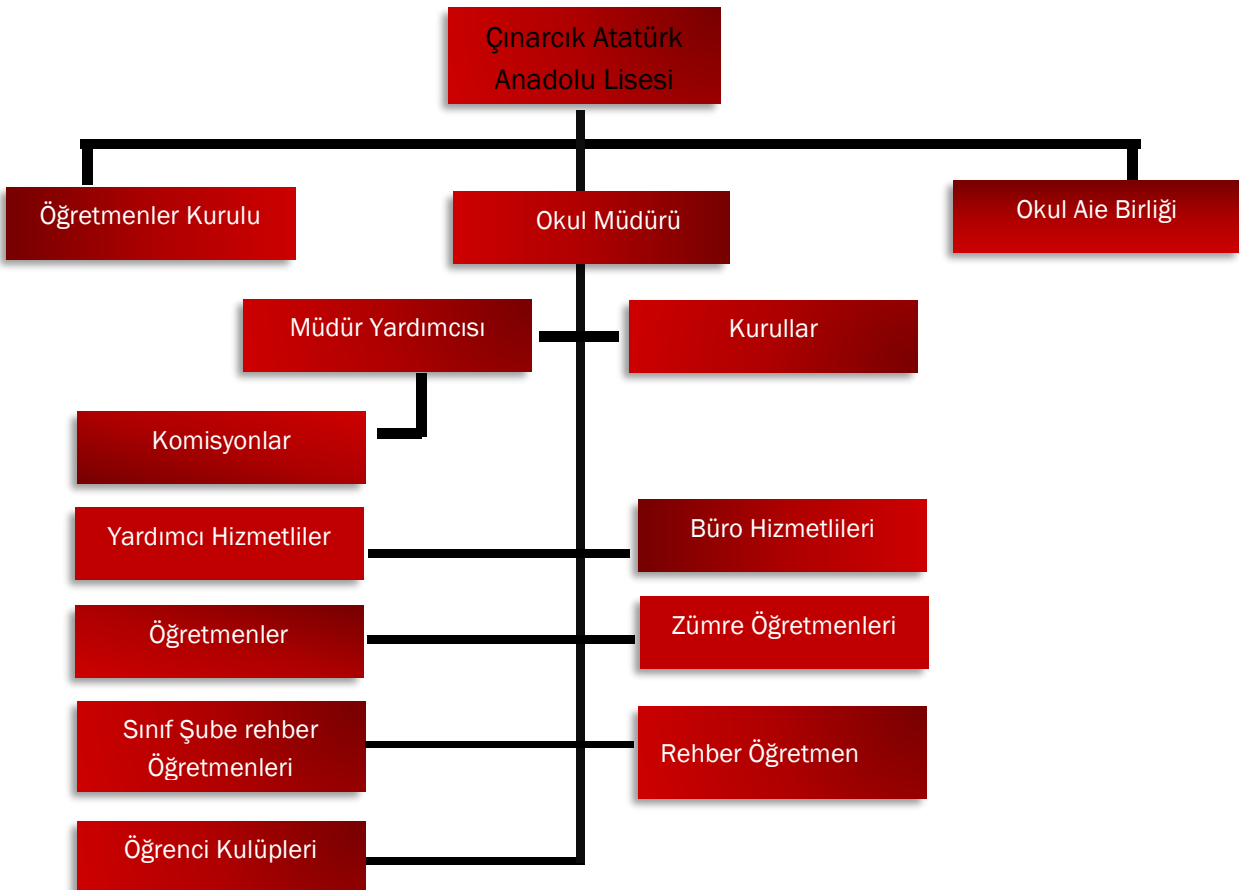 Çınarcık Atatürk
Anadolu Lisesi
Öğretmenler Kurulu
Okul Müdürü
Okul Aie Birliği
Müdür Yardımcısı
Kurullar
Komisyonlar
Yardımcı Hizmetliler
Büro Hizmetlileri
Öğretmenler
Zümre Öğretmenleri
Sınıf Şube rehber
Öğretmenleri
Rehber Öğretmen
Öğrenci Kulüpleri